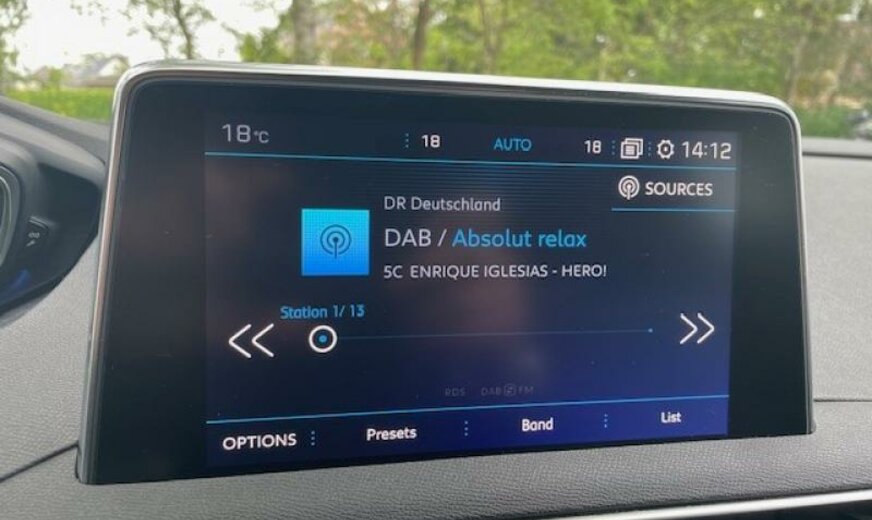 18°C 18 AUTO 18 14:12
SOURCES
DR Deutschland
DAB / Absolut relax
5C ENRIQUE IGLESIAS - HERO!
Station 1/ 13
RDS DAB FM
OPTIONS Presets Band List